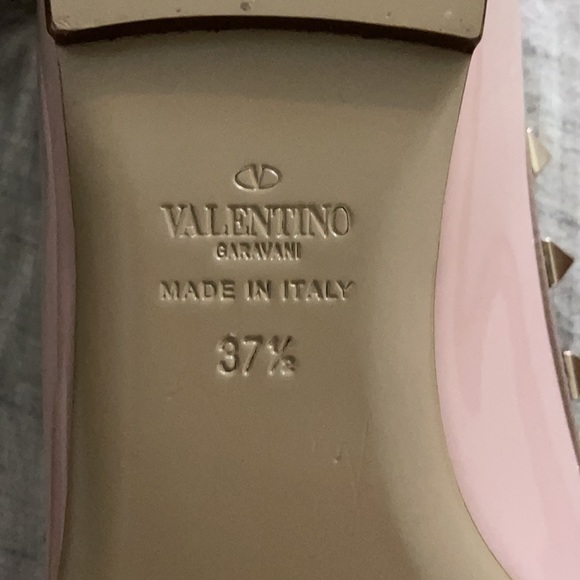 VALENTINO
GARAVANI
MADE IN ITALY
37½